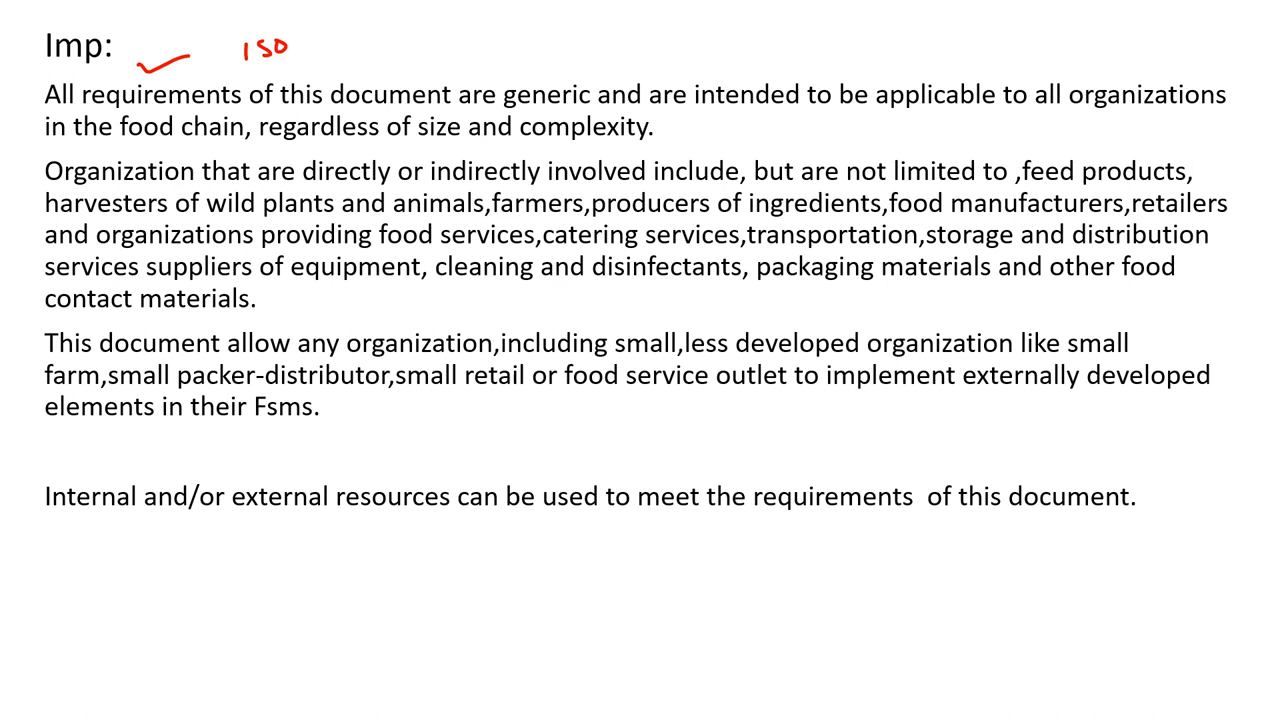 Imp: ISO
All requirements of this document are generic and are intended to be applicable to all organizations
in the food chain, regardless of size and complexity.
Organization that are directly or indirectly involved include, but are not limited to ,feed products,
harvesters of wild plants and animals,farmers,producers of ingredients,food manufacturers,retailers
and organizations providing food services,catering services,transportation,storage and distribution
services suppliers of equipment, cleaning and disinfectants, packaging materials and other food
contact materials.
This document allow any organization,including small,less developed organization like small
farm,small packer-distributor,small retail or food service outlet to implement externally developed
elements in their Fsms.
Internal and/or external resources can be used to meet the requirements  of this document.